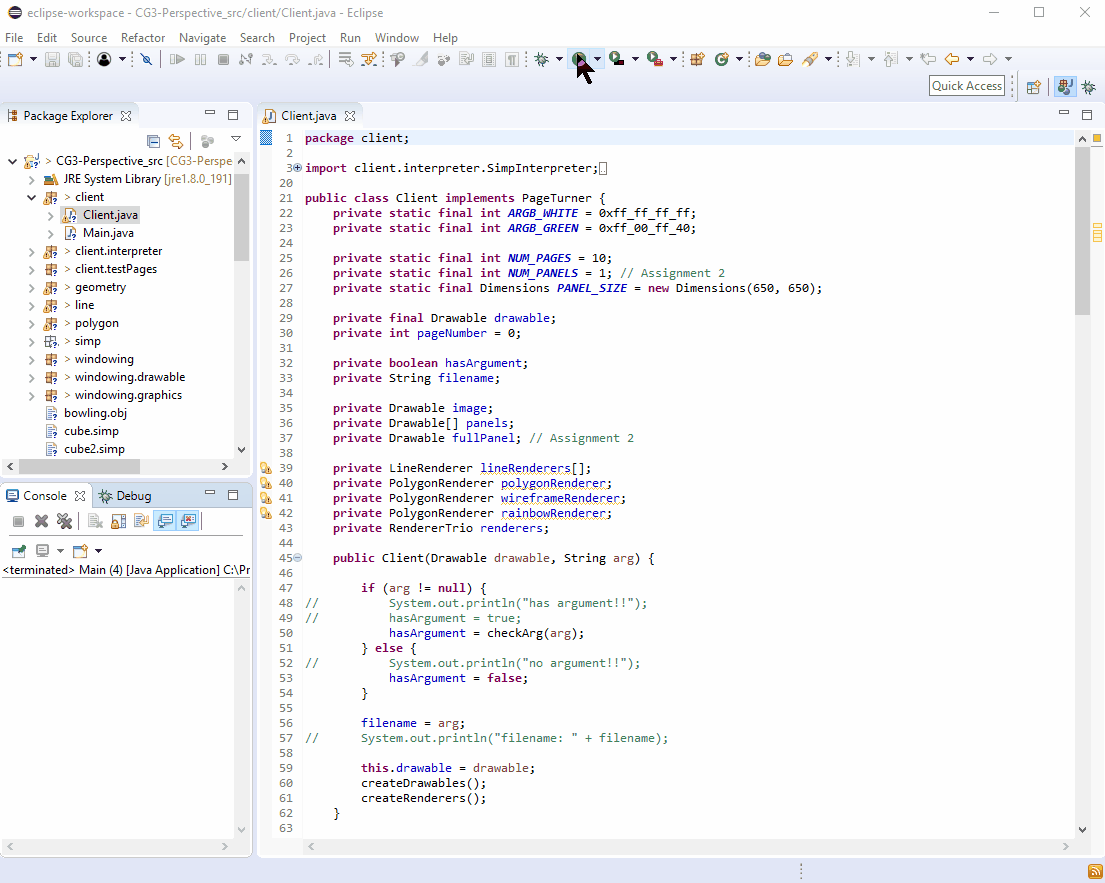 eclipse-workspace - CG3-Perspective_src/client/Client.java - Eclipse
File Edit Source Refactor Navigate Search Project Run Window Help
Quick Access
Package Explorer
> CG3-Perspective_src [CG3-Perspe
JRE System Library [jre1.8.0_191]
> client
Client.java
Main.java
> client.interpreter
> client.testPages
> geometry
> line
> polygon
> simp
> windowing
> windowing.drawable
> windowing.graphics
bowling.obj
cube.simp
cube2.simp
Console Debug
<terminated> Main (4) [Java Application] C:\Pr
Client.java
1 package client;
2
3 import client.interpreter.SimpInterpreter;
20
21 public class Client implements PageTurner {
22 private static final int ARGB_WHITE = 0xff_ff_ff_ff;
23 private static final int ARGB_GREEN = 0xff_00_ff_40;
24
25 private static final int NUM_PAGES = 10;
26 private static final int NUM_PANELS = 1; // Assignment 2
27 private static final Dimensions PANEL_SIZE = new Dimensions(650, 650);
28
29 private final Drawable drawable;
30 private int pageNumber = 0;
31
32 private boolean hasArgument;
33 private String filename;
34
35 private Drawable image;
36 private Drawable[] panels;
37 private Drawable fullPanel; // Assignment 2
38
39 private LineRenderer lineRenderers[];
40 private PolygonRenderer polygonRenderer;
41 private PolygonRenderer wireframeRenderer;
42 private PolygonRenderer rainbowRenderer;
43 private RendererTrio renderers;
44
45 public Client(Drawable drawable, String arg) {
46
47 if (arg != null) {
48 // System.out.println("has argument!!");
49 // hasArgument = true;
50 hasArgument = checkArg(arg);
51 } else {
52 // System.out.println("no argument!!");
53 hasArgument = false;
54 }
55
56 filename = arg;
57 // System.out.println("filename: " + filename);
58
59 this.drawable = drawable;
60 createDrawables();
61 createRenderers();
62 }
63